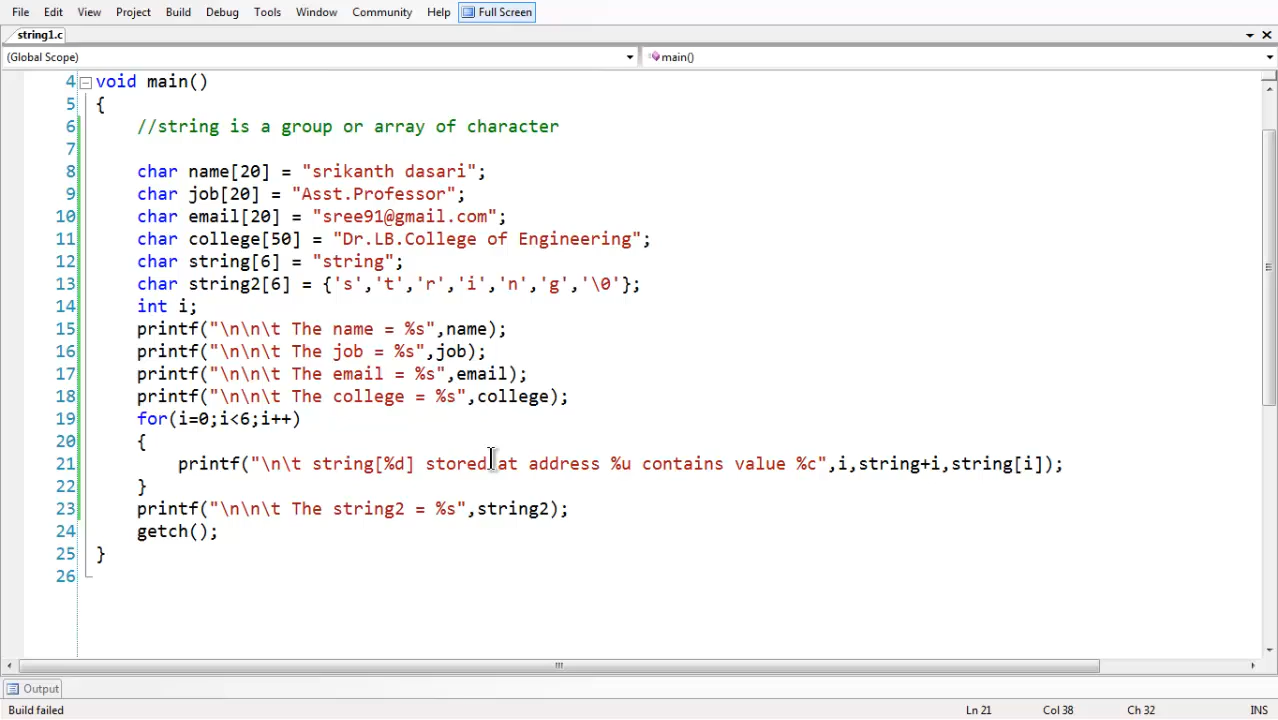 File Edit View Project Build Debug Tools Window Community Help Full Screen
string1.c
(Global Scope) main()
4 void main()
5 {
6 //string is a group or array of character
7
8 char name[20] = "srikanth dasari";
9 char job[20] = "Asst.Professor";
10 char email[20] = "sree91@gmail.com";
11 char college[50] = "Dr.LB.College of Engineering";
12 char string[6] = "string";
13 char string2[6] = {'s','t','r','i','n','g','\0'};
14 int i;
15 printf("\n\n\t The name = %s",name);
16 printf("\n\n\t The job = %s",job);
17 printf("\n\n\t The email = %s",email);
18 printf("\n\n\t The college = %s",college);
19 for(i=0;i<6;i++)
20 {
21 printf("\n\t string[%d] stored at address %u contains value %c",i,string+i,string[i]);
22 }
23 printf("\n\n\t The string2 = %s",string2);
24 getch();
25 }
26
Output
Build failed Ln 21 Col 38 Ch 32 INS